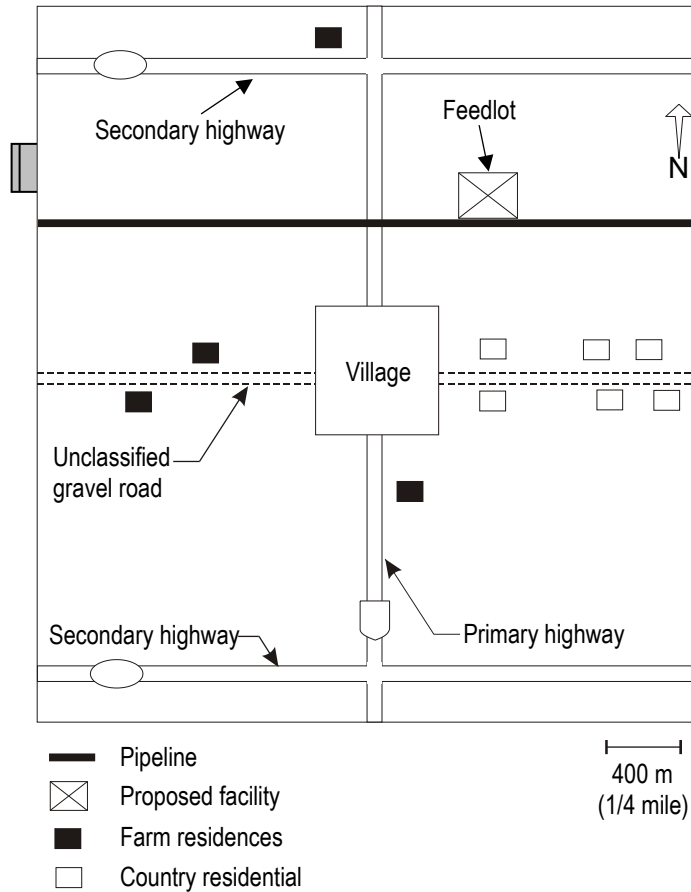 Secondary highway
Feedlot
N
Village
Unclassified
gravel road
Secondary highway
Primary highway
Pipeline
Proposed facility
Farm residences
Country residential
400 m
(1/4 mile)